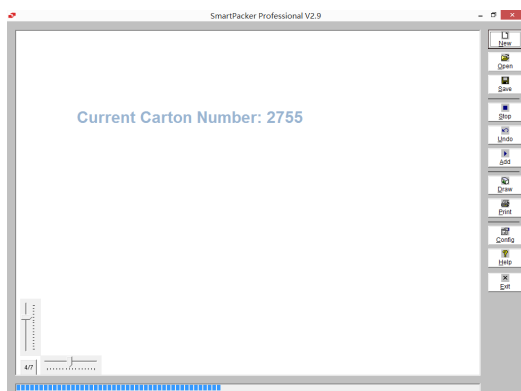 SmartPacker Professional V2.9
New
Open
Save
Current Carton Number: 2755
Stop
Undo
Add
Draw
Print
Config
Help
Exit
4/7